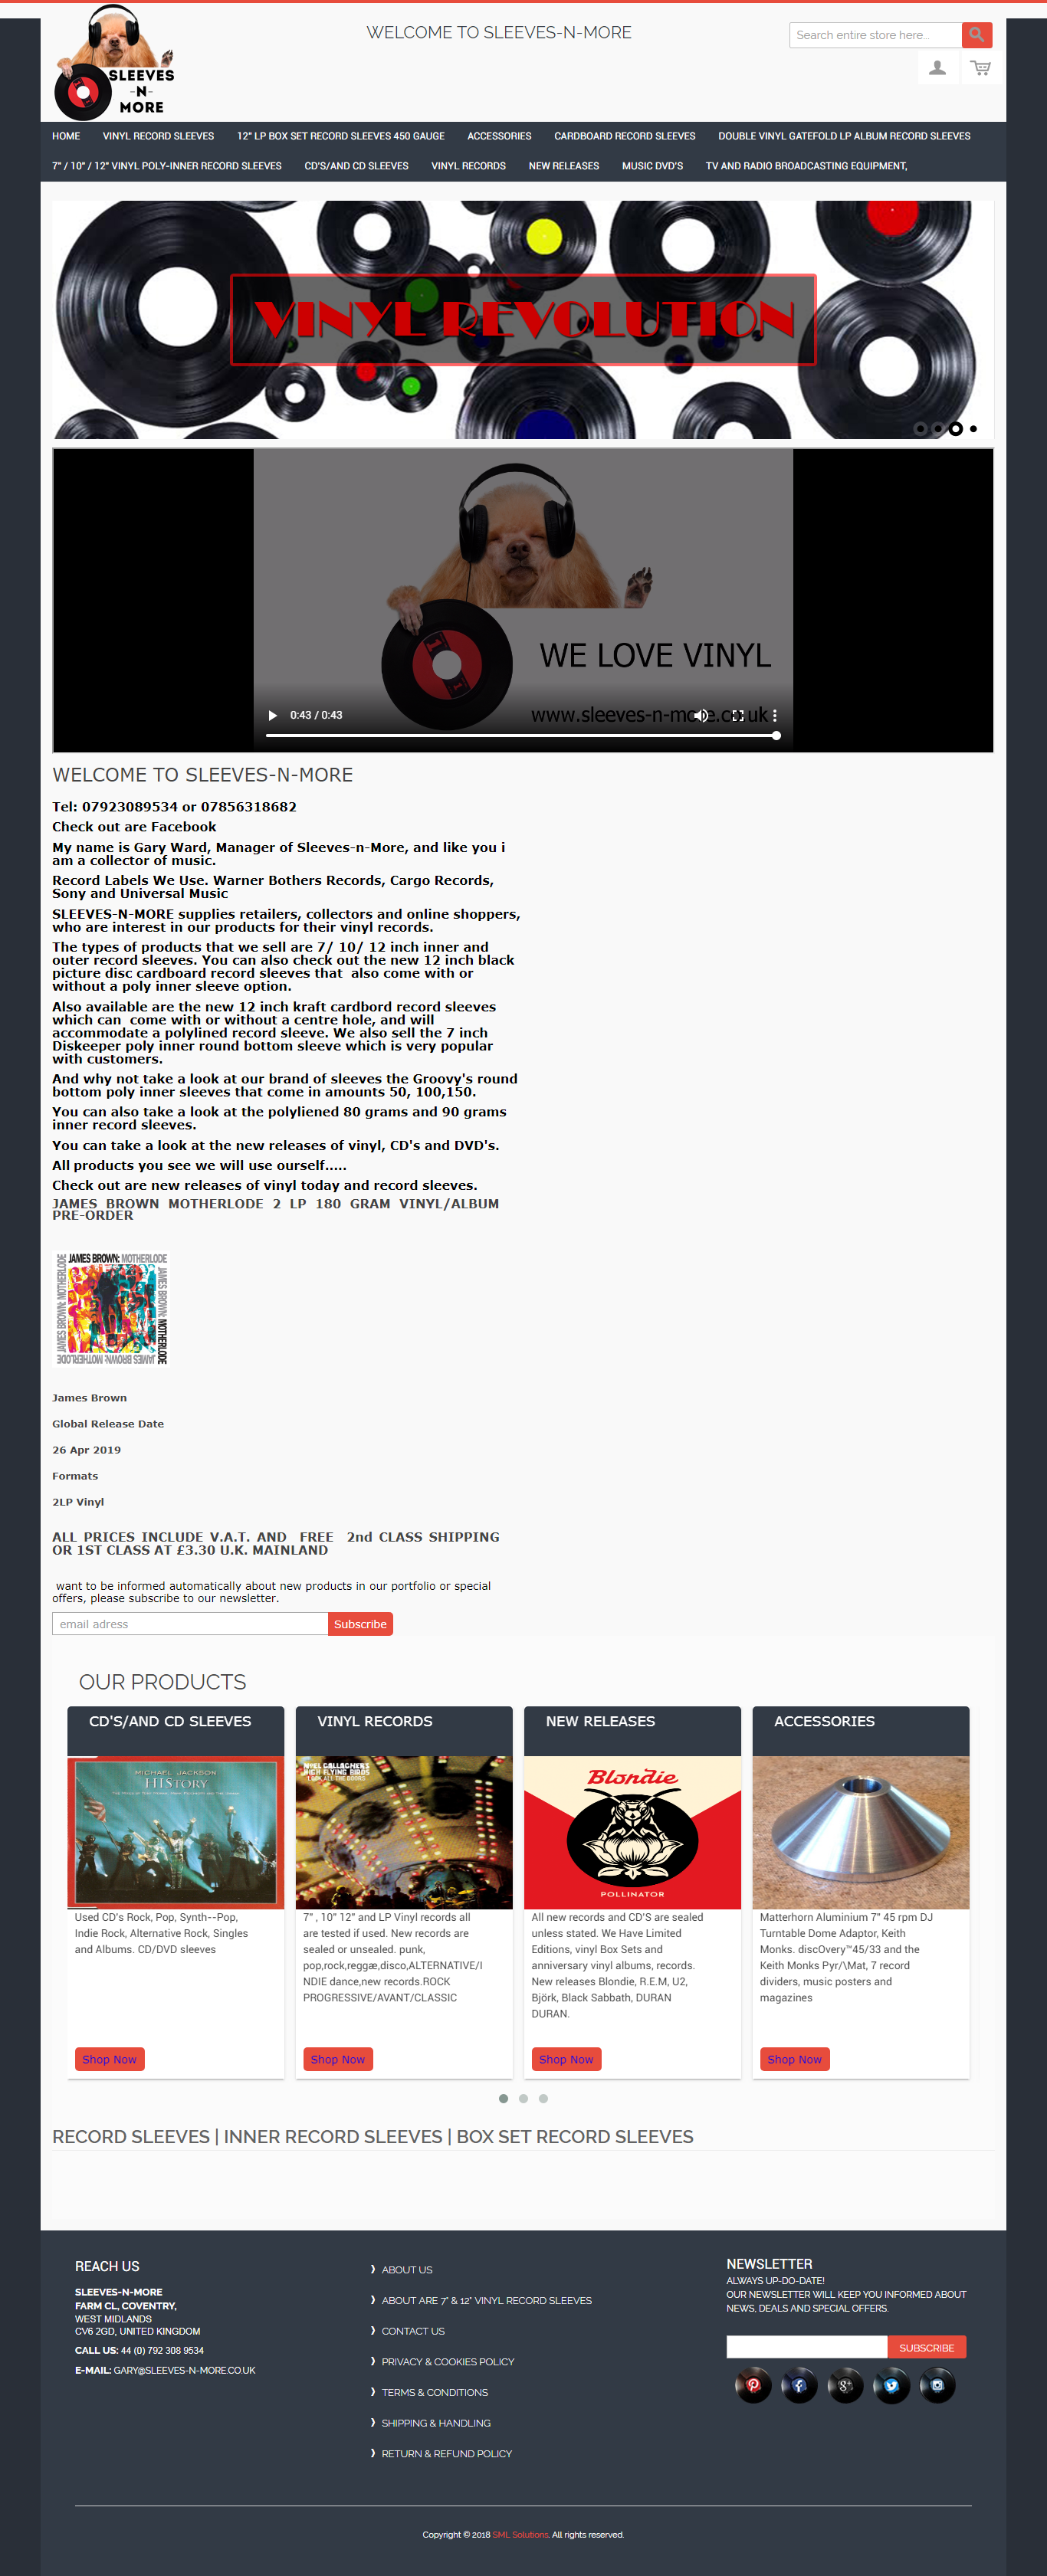 SLEEVES
-N-
MORE
WELCOME TO SLEEVES-N-MORE
Search entire store here...
HOME VINYL RECORD SLEEVES 12" LP BOX SET RECORD SLEEVES 450 GAUGE ACCESSORIES CARDBOARD RECORD SLEEVES DOUBLE VINYL GATEFOLD LP ALBUM RECORD SLEEVES
7" / 10" / 12" VINYL POLY-INNER RECORD SLEEVES CD'S/AND CD SLEEVES VINYL RECORDS NEW RELEASES MUSIC DVD'S TV AND RADIO BROADCASTING EQUIPMENT,
VINYL REVOLUTION
WE LOVE VINYL
0:43 / 0:43
www.sleeves-n-more.co.uk
WELCOME TO SLEEVES-N-MORE
Tel: 07923089534 or 07856318682
Check out are Facebook
My name is Gary Ward, Manager of Sleeves-n-More, and like you i
am a collector of music.
Record Labels We Use. Warner Bothers Records, Cargo Records,
Sony and Universal Music
SLEEVES-N-MORE supplies retailers, collectors and online shoppers,
who are interest in our products for their vinyl records.
The types of products that we sell are 7/ 10/ 12 inch inner and
outer record sleeves. You can also check out the new 12 inch black
picture disc cardboard record sleeves that also come with or
without a poly inner sleeve option.
Also available are the new 12 inch kraft cardbord record sleeves
which can come with or without a centre hole, and will
accommodate a polylined record sleeve. We also sell the 7 inch
Diskeeper poly inner round bottom sleeve which is very popular
with customers.
And why not take a look at our brand of sleeves the Groovy's round
bottom poly inner sleeves that come in amounts 50, 100,150.
You can also take a look at the polyliened 80 grams and 90 grams
inner record sleeves.
You can take a look at the new releases of vinyl, CD's and DVD's.
All products you see we will use ourself.....
Check out are new releases of vinyl today and record sleeves.
JAMES BROWN MOTHERLODE 2 LP 180 GRAM VINYL/ALBUM
PRE-ORDER
JAMES BROWN: MOTHERLODE
JAMES BROWN: MOTHERLODE
JAMES BROWN: MOTHERLODE
JAMES BROWN: MOTHERLODE
James Brown
Global Release Date
26 Apr 2019
Formats
2LP Vinyl
ALL PRICES INCLUDE V.A.T. AND FREE 2nd CLASS SHIPPING
OR 1ST CLASS AT £3.30 U.K. MAINLAND
want to be informed automatically about new products in our portfolio or special
offers, please subscribe to our newsletter.
email adress Subscribe
OUR PRODUCTS
CD'S/AND CD SLEEVES
MICHAEL JACKSON
HIStory
Used CD's Rock, Pop, Synth--Pop,
Indie Rock, Alternative Rock, Singles
and Albums. CD/DVD sleeves
Shop Now
VINYL RECORDS
NOEL GALLAGHER'S
HIGH FLYING BIRDS
7" , 10" 12" and LP Vinyl records all
are tested if used. New records are
sealed or unsealed. punk,
pop,rock,reggæ,disco,ALTERNATIVE/I
NDIE dance,new records.ROCK
PROGRESSIVE/AVANT/CLASSIC
Shop Now
NEW RELEASES
Blondie
POLLINATOR
All new records and CD'S are sealed
unless stated. We Have Limited
Editions, vinyl Box Sets and
anniversary vinyl albums, records.
New releases Blondie, R.E.M, U2,
Björk, Black Sabbath, DURAN
DURAN.
Shop Now
ACCESSORIES
Matterhorn Aluminium 7" 45 rpm DJ
Turntable Dome Adaptor, Keith
Monks. discOvery™45/33 and the
Keith Monks Pyr/\Mat, 7 record
dividers, music posters and
magazines
Shop Now
RECORD SLEEVES | INNER RECORD SLEEVES | BOX SET RECORD SLEEVES
REACH US
SLEEVES-N-MORE
FARM CL, COVENTRY,
WEST MIDLANDS
CV6 2GD, UNITED KINGDOM
CALL US: 44 (0) 792 308 9534
E-MAIL: GARY@SLEEVES-N-MORE.CO.UK
ABOUT US
ABOUT ARE 7" & 12" VINYL RECORD SLEEVES
CONTACT US
PRIVACY & COOKIES POLICY
TERMS & CONDITIONS
SHIPPING & HANDLING
RETURN & REFUND POLICY
NEWSLETTER
ALWAYS UP-DO-DATE!
OUR NEWSLETTER WILL KEEP YOU INFORMED ABOUT
NEWS, DEALS AND SPECIAL OFFERS.
SUBSCRIBE
Copyright © 2018 SML Solutions. All rights reserved.